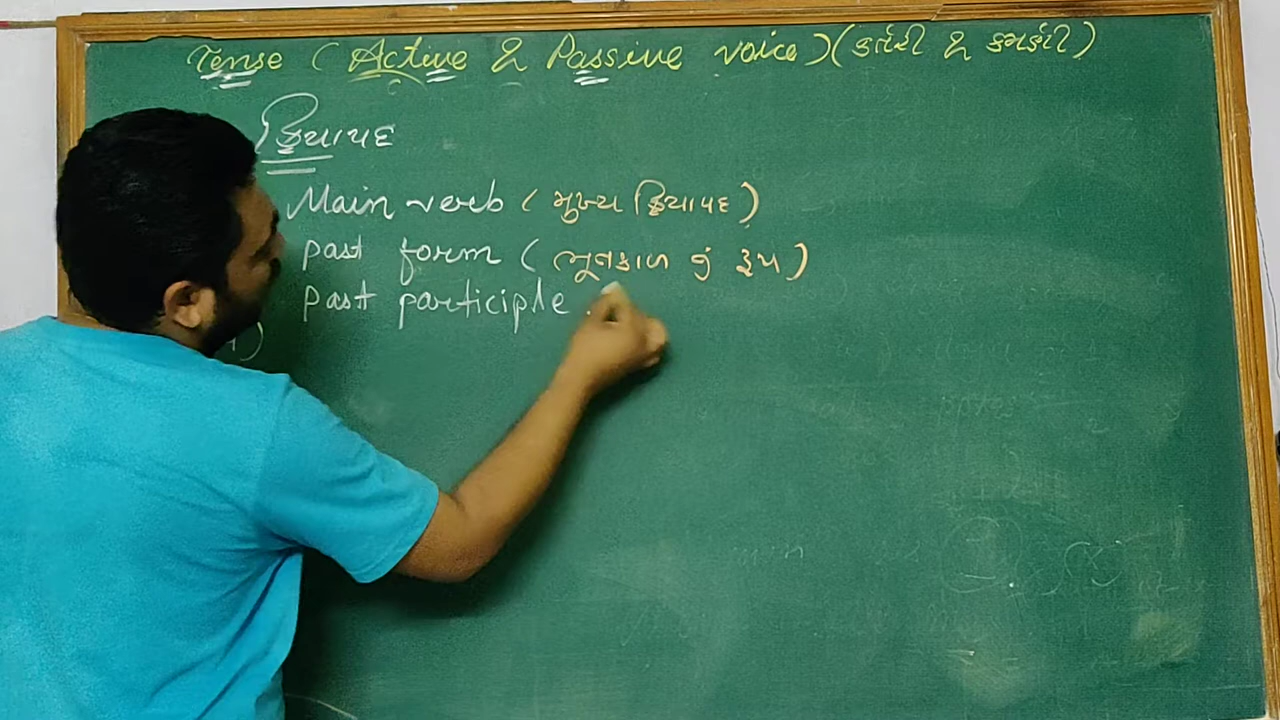 Tense (Active & Passive voice) (કર્તરી & કર્મણી)
ક્રિયાપદ
Main verb (મુખ્ય ક્રિયાપદ)
past form (ભૂતકાળ નું રૂપ)
past participle